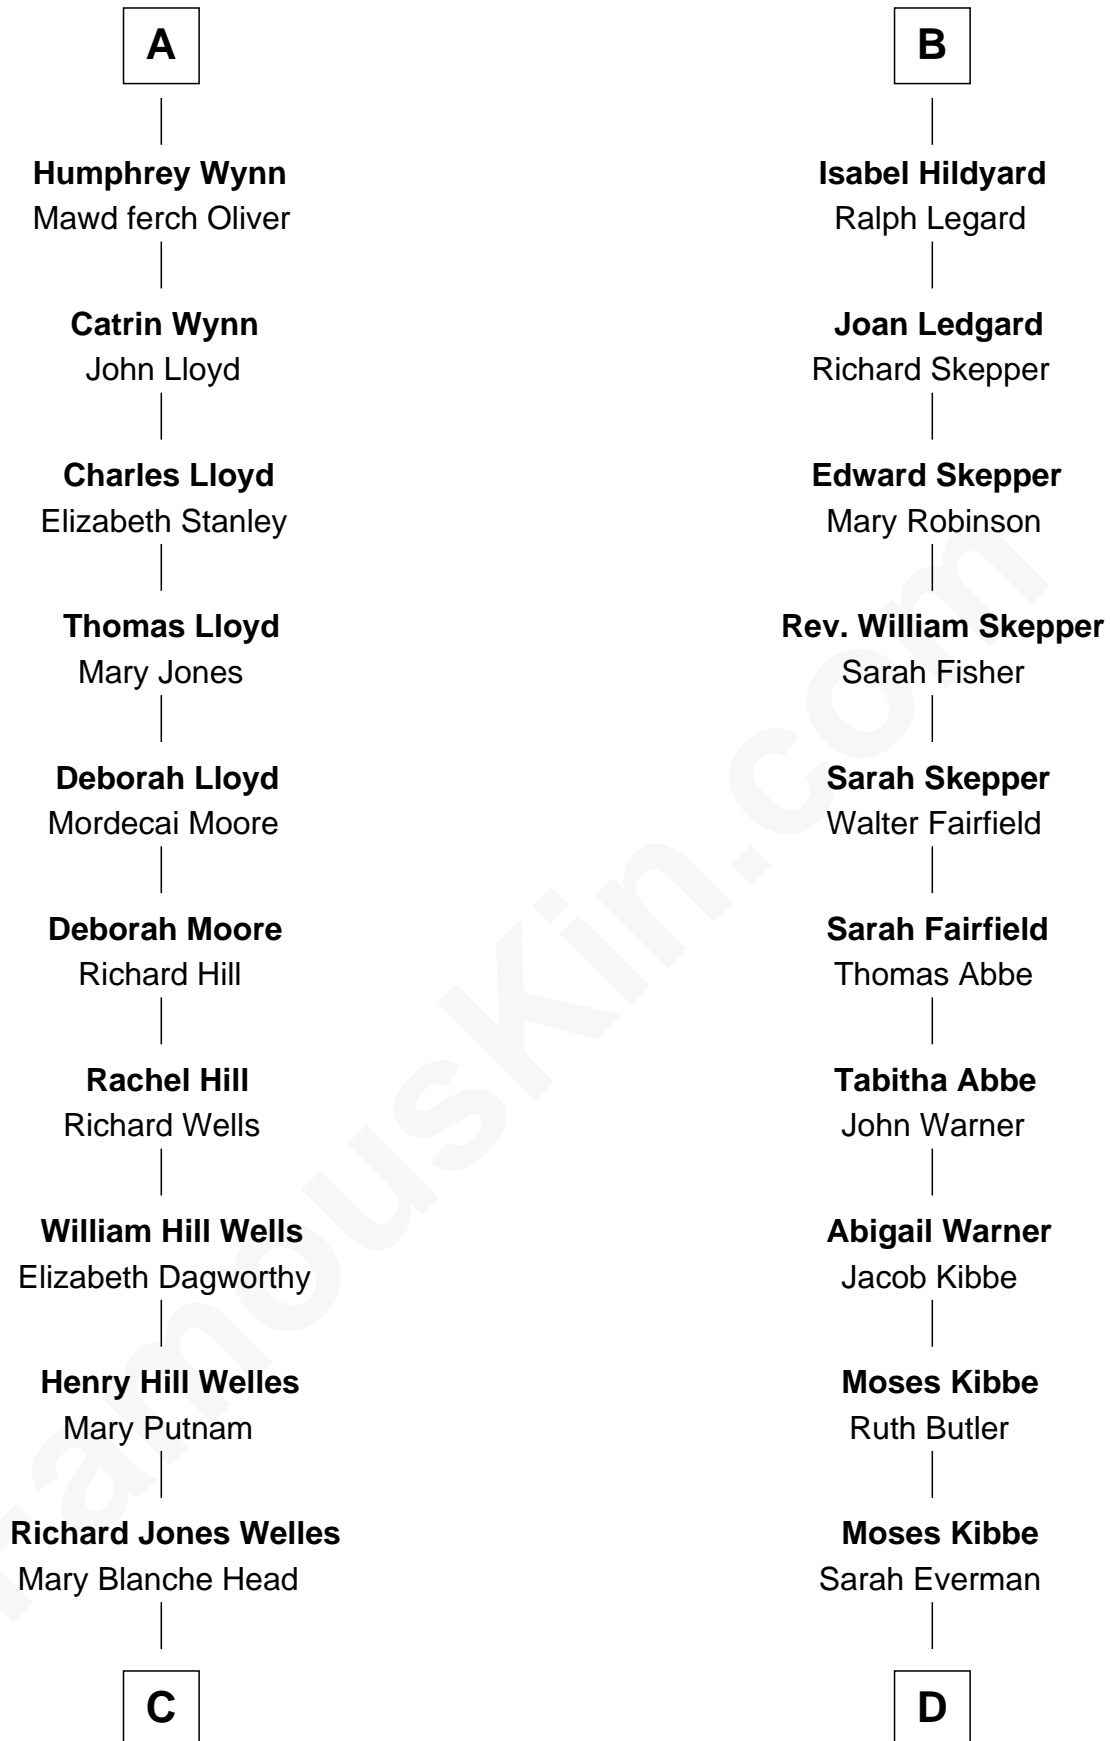 A
Humphrey Wynn
Mawd ferch Oliver
Catrin Wynn
John Lloyd
Charles Lloyd
Elizabeth Stanley
Thomas Lloyd
Mary Jones
Deborah Lloyd
Mordecai Moore
Deborah Moore
Richard Hill
Rachel Hill
Richard Wells
William Hill Wells
Elizabeth Dagworthy
Henry Hill Welles
Mary Putnam
Richard Jones Welles
Mary Blanche Head
C
B
Isabel Hildyard
Ralph Legard
Joan Ledgard
Richard Skepper
Edward Skepper
Mary Robinson
Rev. William Skepper
Sarah Fisher
Sarah Skepper
Walter Fairfield
Sarah Fairfield
Thomas Abbe
Tabitha Abbe
John Warner
Abigail Warner
Jacob Kibbe
Moses Kibbe
Ruth Butler
Moses Kibbe
Sarah Everman
D
FamousKin.com